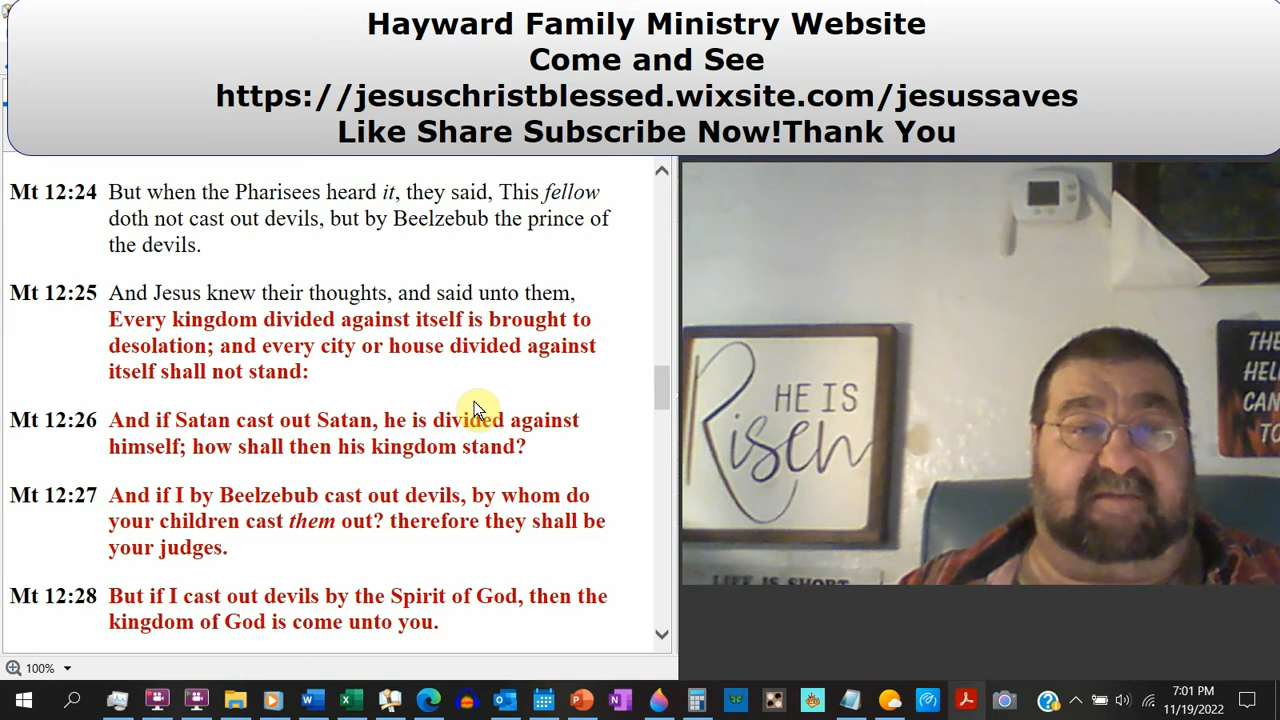 Hayward Family Ministry Website
Come and See
https://jesuschristblessed.wixsite.com/jesussaves
Like Share Subscribe Now!Thank You
Mt 12:24 But when the Pharisees heard it, they said, This fellow
doth not cast out devils, but by Beelzebub the prince of
the devils.
Mt 12:25 And Jesus knew their thoughts, and said unto them,
Every kingdom divided against itself is brought to
desolation; and every city or house divided against
itself shall not stand:
Mt 12:26 And if Satan cast out Satan, he is divided against
himself; how shall then his kingdom stand?
Mt 12:27 And if I by Beelzebub cast out devils, by whom do
your children cast them out? therefore they shall be
your judges.
Mt 12:28 But if I cast out devils by the Spirit of God, then the
kingdom of God is come unto you.
HE IS
Risen
THE
HELL
CAN
TO
LIFE IS SHORT
100%
7:01 PM
11/19/2022